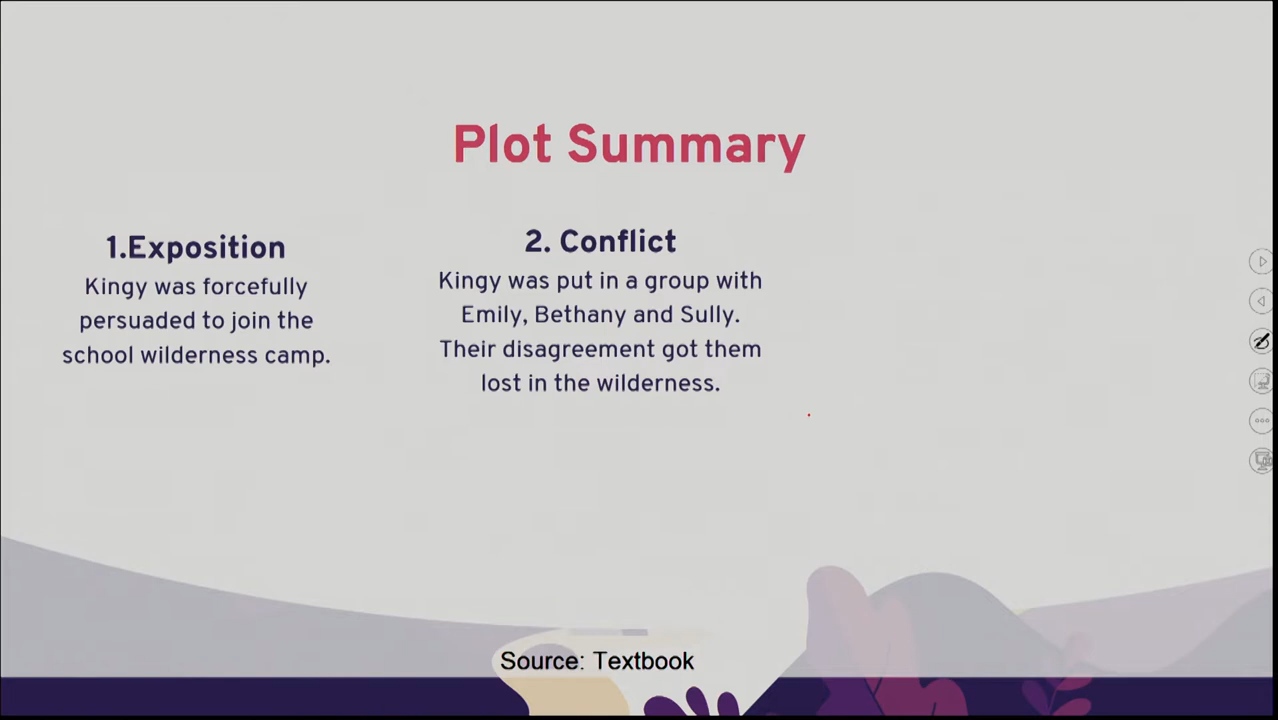 Plot Summary
1.Exposition
Kingy was forcefully
persuaded to join the
school wilderness camp.
2. Conflict
Kingy was put in a group with
Emily, Bethany and Sully.
Their disagreement got them
lost in the wilderness.
Source: Textbook